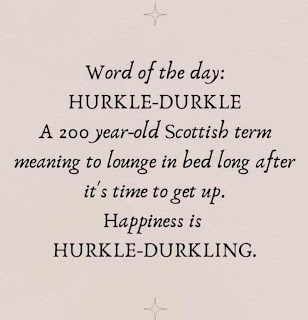 Word of the day:
HURKLE-DURKLE
A 200 year-old Scottish term
meaning to lounge in bed long after
it's time to get up.
Happiness is
HURKLE-DURKLING.